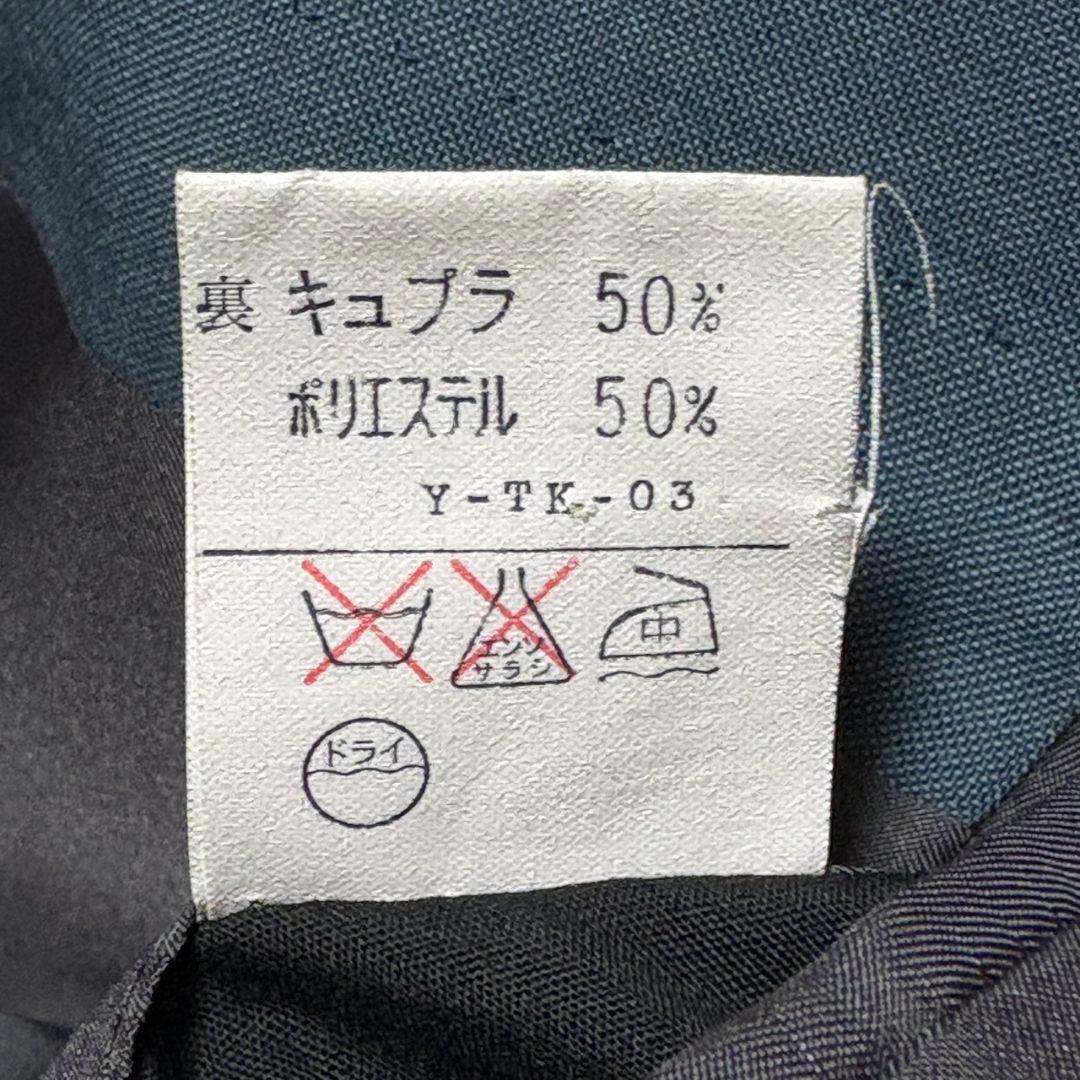 裏 キュプラ 50%
ポリエステル 50%
Y-TK-03
エンソ
サラシ
中
ドライ